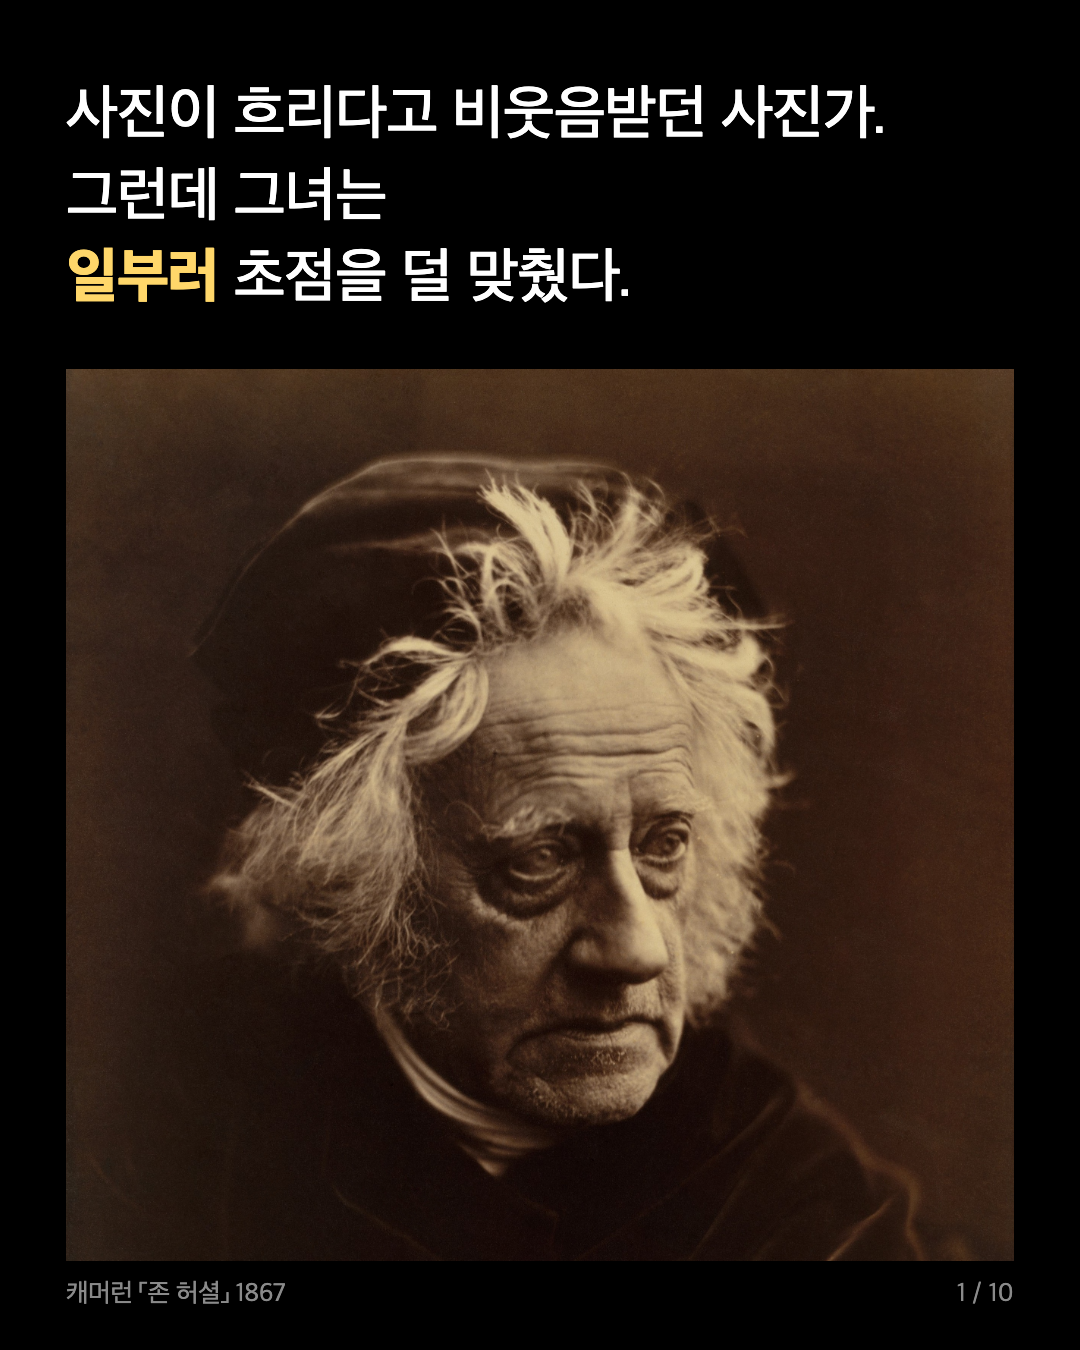 사진이 흐리다고 비웃음받던 사진가.
그런데 그녀는
일부러 초점을 덜 맞췄다.
캐머런 「존 허셜」 1867
1 / 10